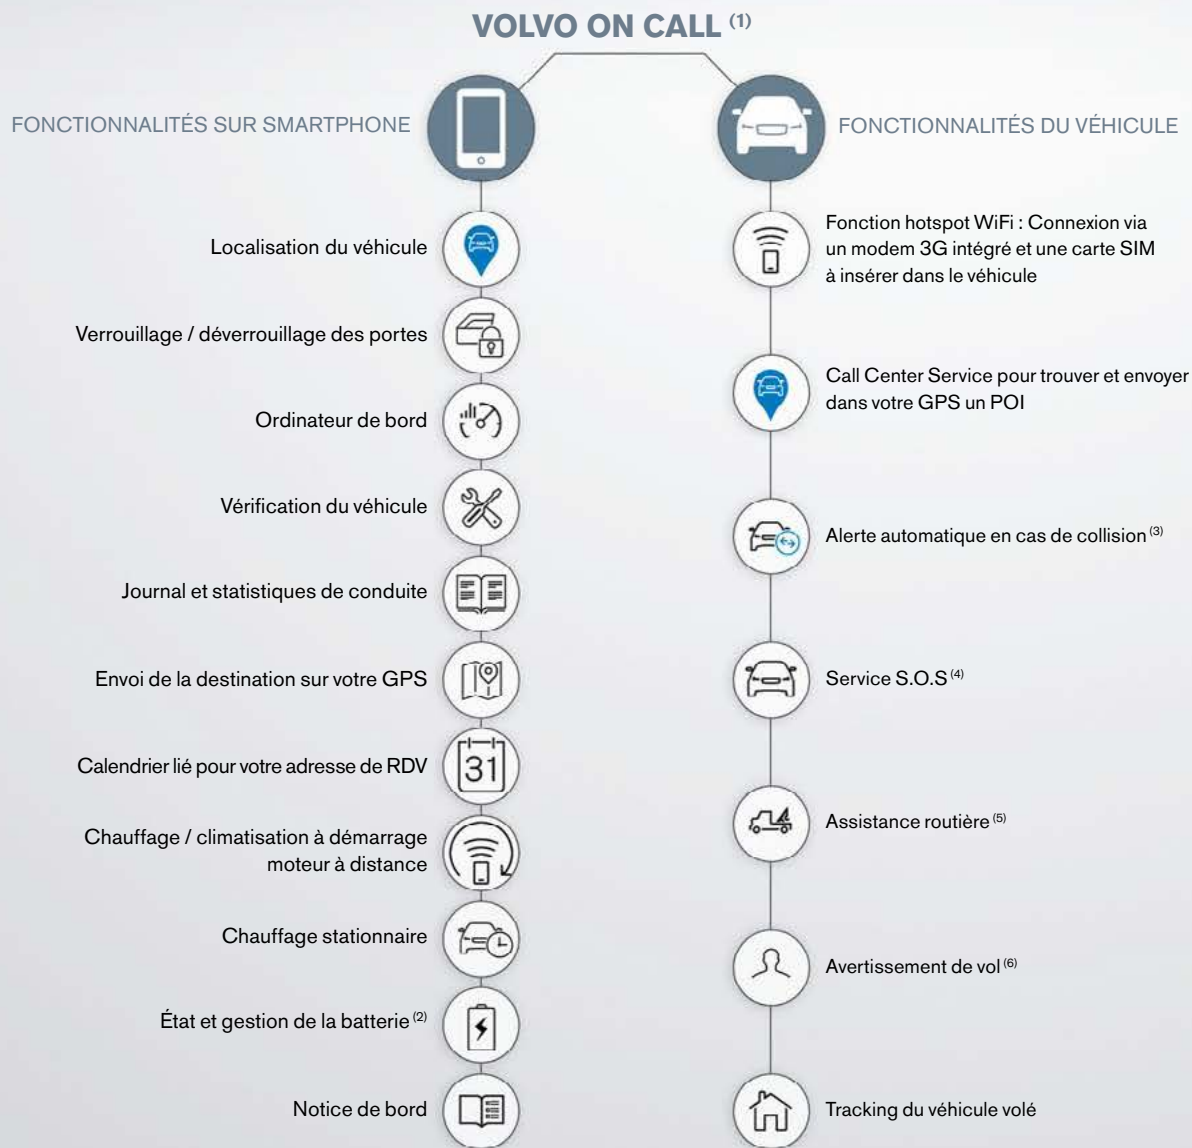 VOLVO ON CALL (1)
FONCTIONNALITÉS SUR SMARTPHONE
Localisation du véhicule
Verrouillage / déverrouillage des portes
Ordinateur de bord
Vérification du véhicule
Journal et statistiques de conduite
Envoi de la destination sur votre GPS
Calendrier lié pour votre adresse de RDV
31
Chauffage / climatisation à démarrage
moteur à distance
Chauffage stationnaire
État et gestion de la batterie (2)
Notice de bord
FONCTIONNALITÉS DU VÉHICULE
Fonction hotspot WiFi : Connexion via
un modem 3G intégré et une carte SIM
à insérer dans le véhicule
Call Center Service pour trouver et envoyer
dans votre GPS un POI
Alerte automatique en cas de collision (3)
Service S.O.S (4)
Assistance routière (5)
Avertissement de vol (6)
Tracking du véhicule volé